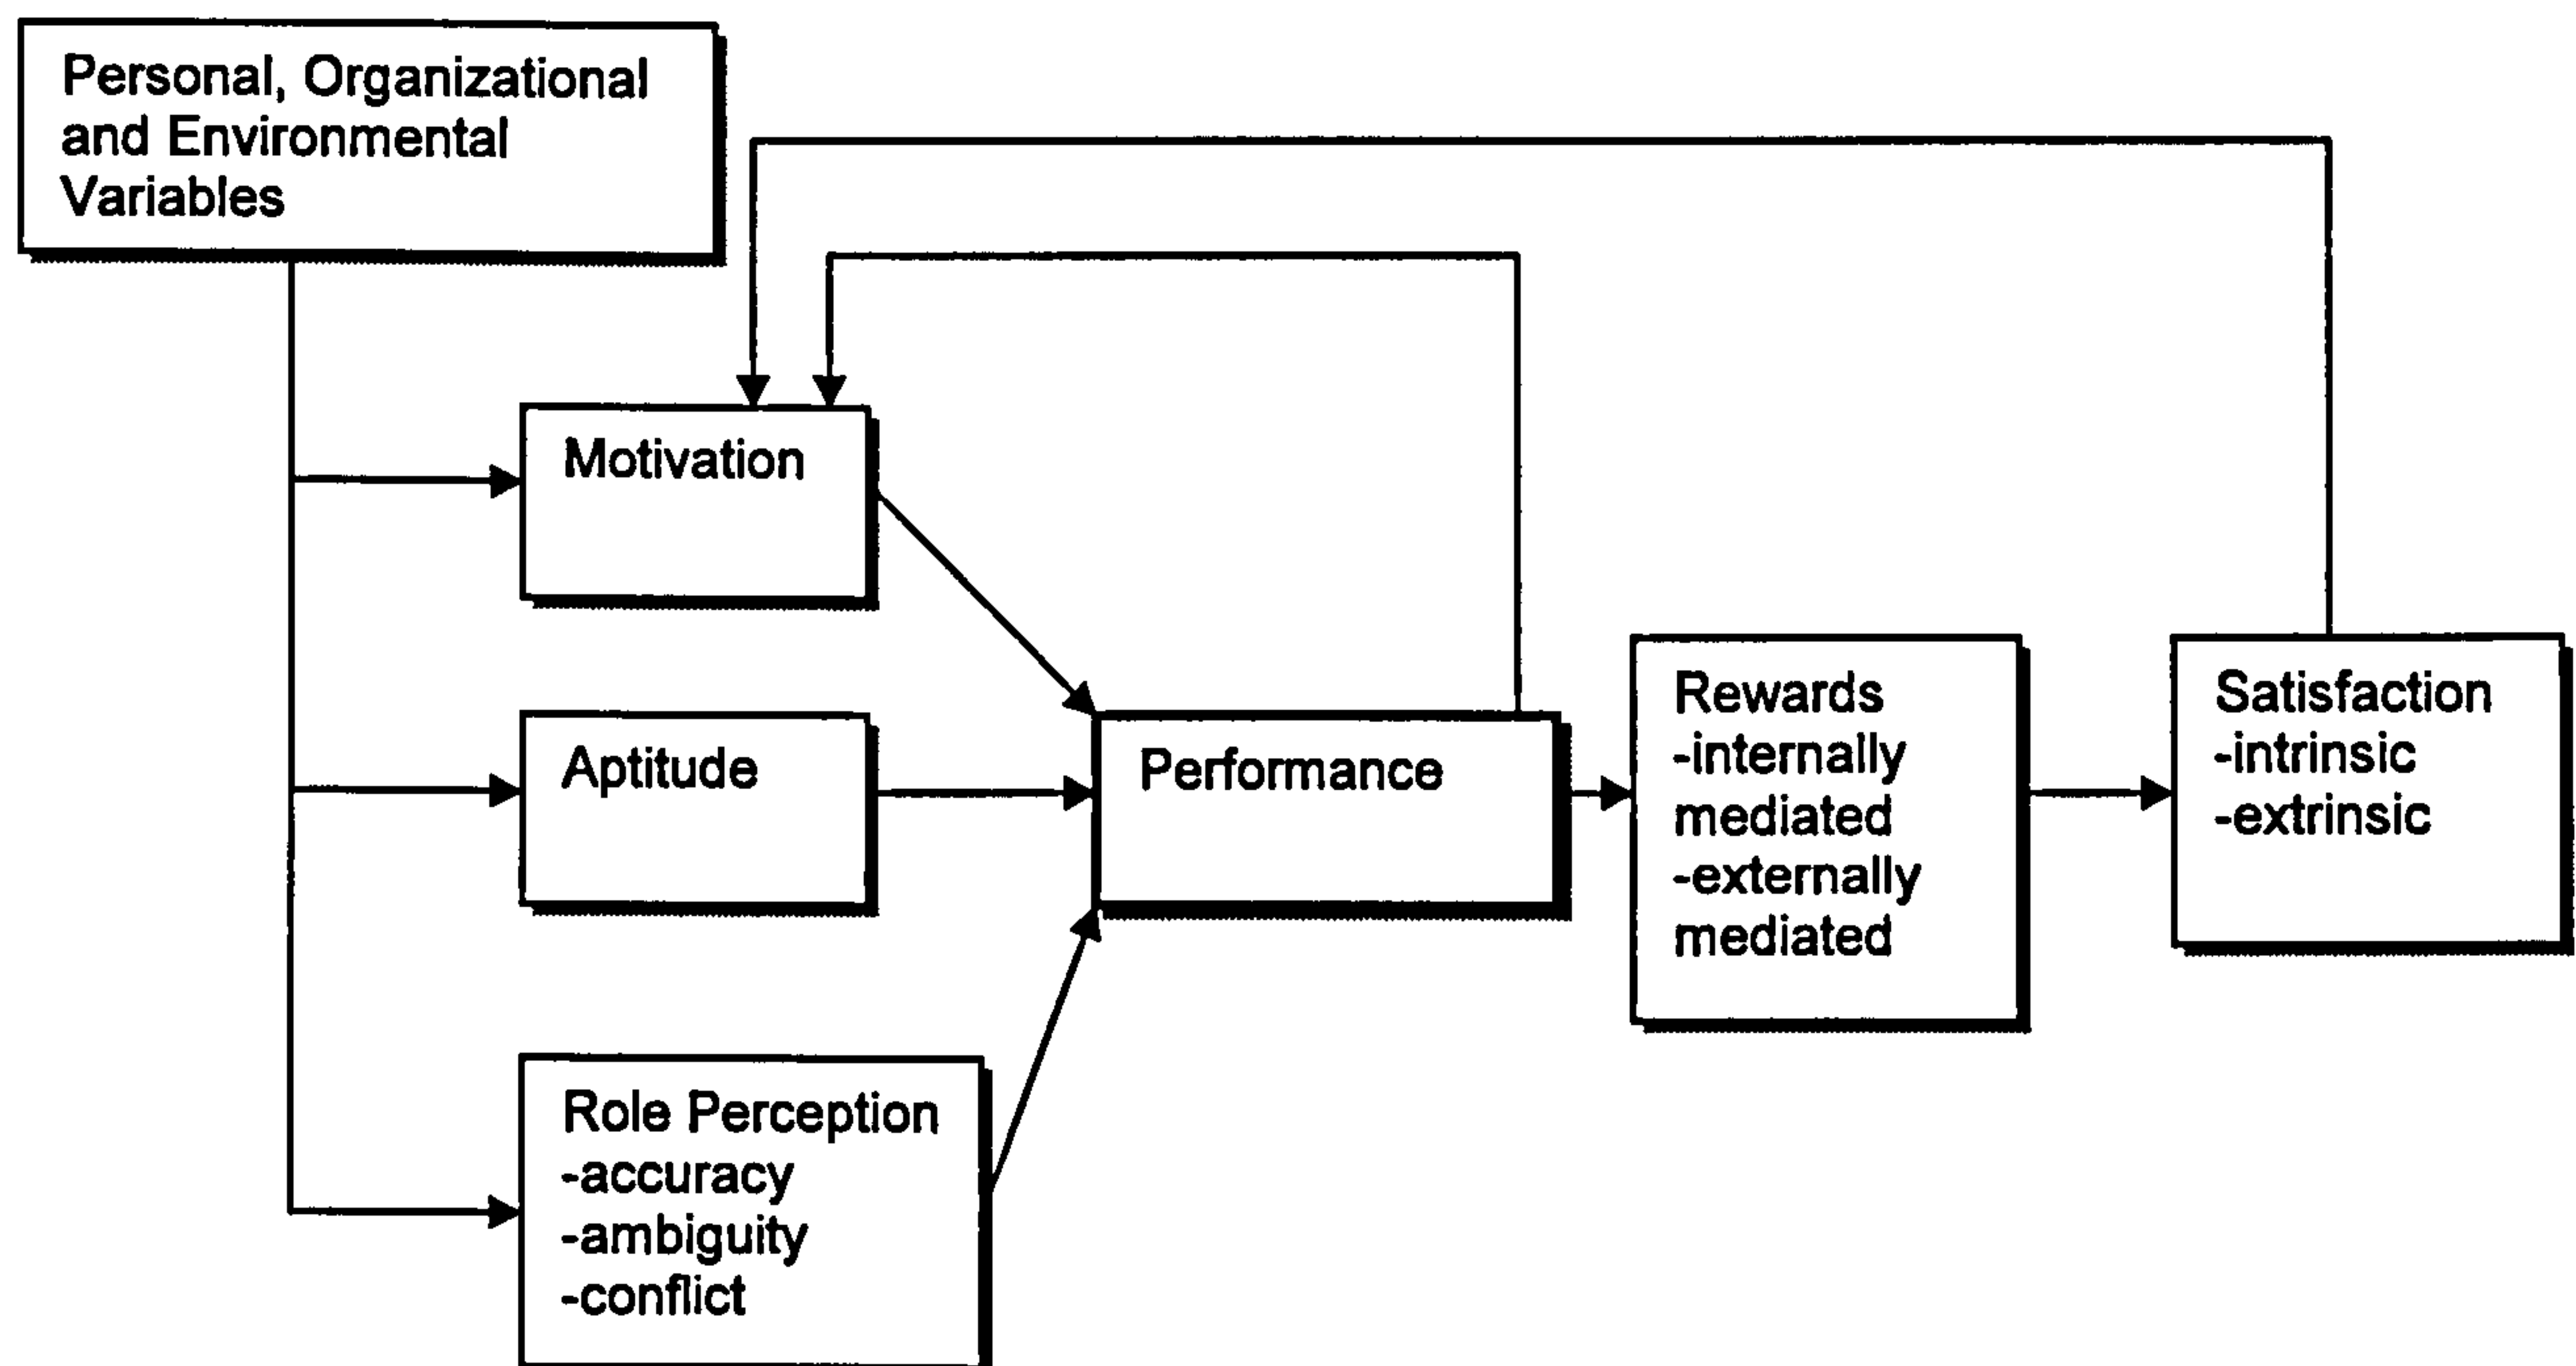 Personal, Organizational
and Environmental
Variables
Motivation
Aptitude
Role Perception
-accuracy
-ambiguity
-conflict
Performance
Rewards
-internally
mediated
-externally
mediated
Satisfaction
-intrinsic
-extrinsic